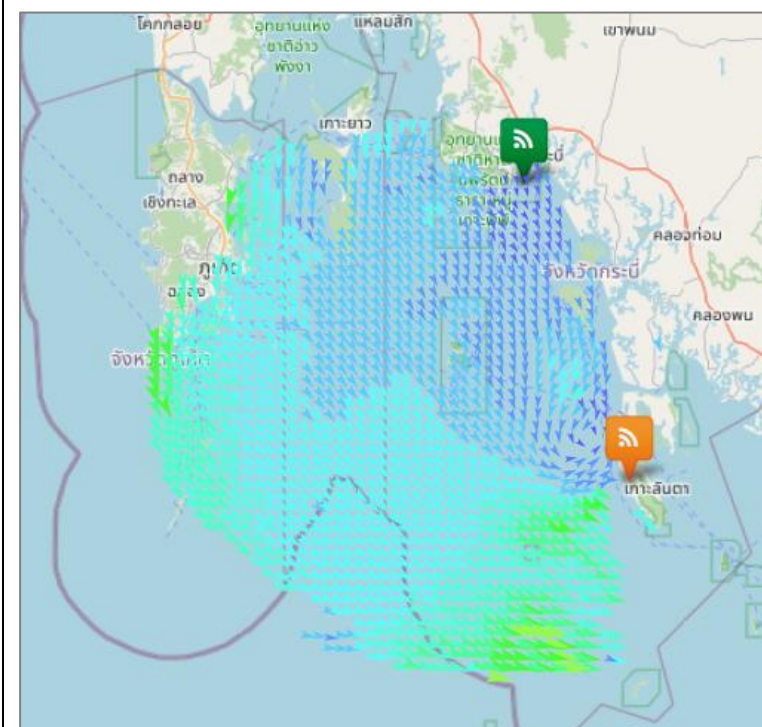 โคกกลอย
อุทยานแห่ง
ชาติอ่าว
พังงา
แหลมสัก
เขาพนม
เกาะยาว
ถลาง
เชิงทะเล
คลองท่อม
จังหวัดกระบี่
ฉลอง
คลองพน
เกาะลันตา